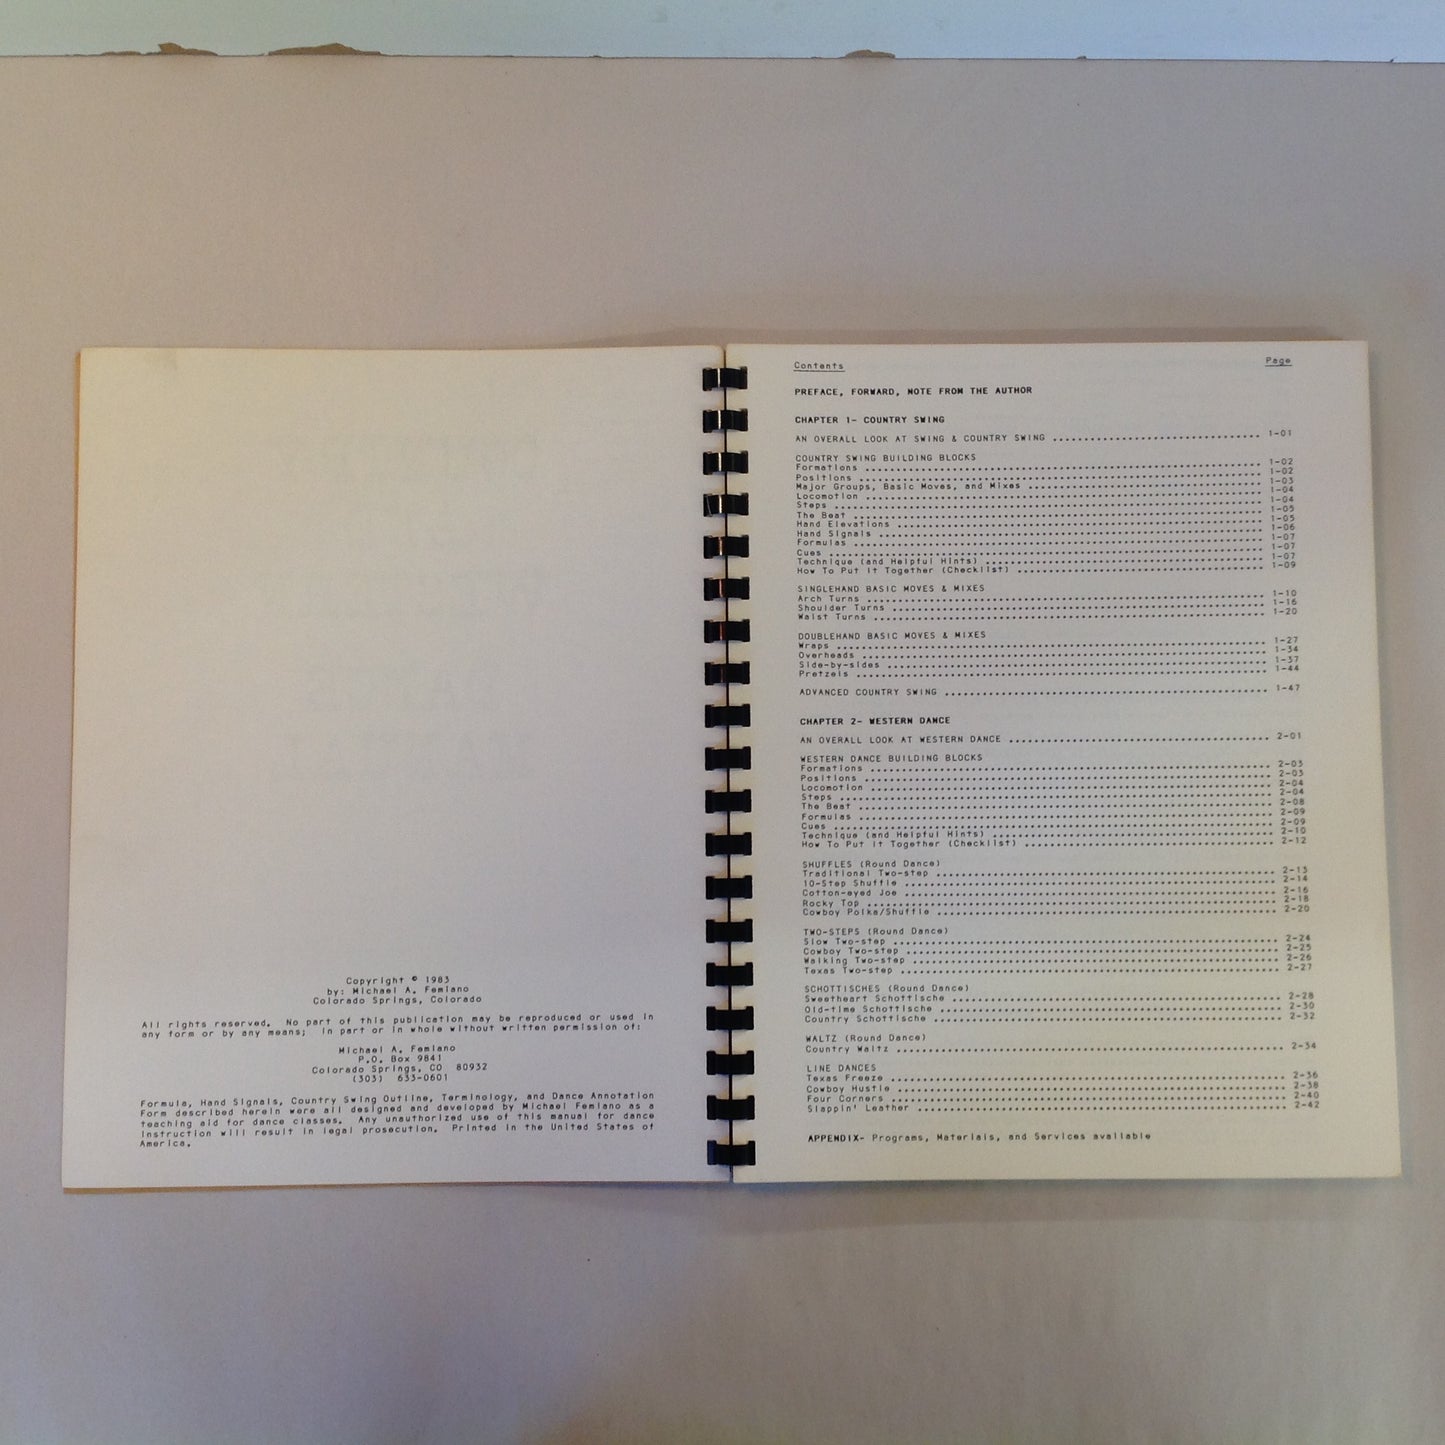 Copyright © 1983
by: Michael A. Femiano
Colorado Springs, Colorado
All rights reserved. No part of this publication may be reproduced or used in
any form or by any means; in part or in whole without written permission of:
Michael A. Femiano
P.O. Box 9841
Colorado Springs, CO 80932
(303) 633-0601
Formula, Hand Signals, Country Swing Outline, Terminology, and Dance Annotation
Form described herein were all designed and developed by Michael Femiano as a
teaching aid for dance classes. Any unauthorized use of this manual for dance
instruction will result in legal prosecution. Printed in the United States of
America.
Contents Page
PREFACE, FORWARD, NOTE FROM THE AUTHOR
CHAPTER 1- COUNTRY SWING
AN OVERALL LOOK AT SWING & COUNTRY SWING ........ 1-01
COUNTRY SWING BUILDING BLOCKS
Formations ........ 1-02
Positions ........ 1-02
Major Groups, Basic Moves, and Mixes ........ 1-03
Locomotion ........ 1-04
Steps ........ 1-04
The Beat ........ 1-05
Hand Elevations ........ 1-05
Hand Signals ........ 1-06
Formulas ........ 1-07
Cues ........ 1-07
Technique (and Helpful Hints) ........ 1-07
How To Put It Together (Checklist) ........ 1-09
SINGLEHAND BASIC MOVES & MIXES
Arch Turns ........ 1-10
Shoulder Turns ........ 1-16
Waist Turns ........ 1-20
DOUBLEHAND BASIC MOVES & MIXES
Wraps ........ 1-27
Overheads ........ 1-34
Side-by-sides ........ 1-37
Pretzels ........ 1-44
ADVANCED COUNTRY SWING ........ 1-47
CHAPTER 2- WESTERN DANCE
AN OVERALL LOOK AT WESTERN DANCE ........ 2-01
WESTERN DANCE BUILDING BLOCKS
Formations ........ 2-03
Positions ........ 2-03
Locomotion ........ 2-04
Steps ........ 2-04
The Beat ........ 2-08
Formulas ........ 2-09
Cues ........ 2-09
Technique (and Helpful Hints) ........ 2-10
How To Put It Together (Checklist) ........ 2-12
SHUFFLES (Round Dance)
Traditional Two-step ........ 2-13
10-Step Shuffle ........ 2-14
Cotton-eyed Joe ........ 2-16
Rocky Top ........ 2-18
Cowboy Polka/Shuffle ........ 2-20
TWO-STEPS (Round Dance)
Slow Two-step ........ 2-24
Cowboy Two-step ........ 2-25
Walking Two-step ........ 2-26
Texas Two-step ........ 2-27
SCHOTTISCHES (Round Dance)
Sweetheart Schottische ........ 2-28
Old-time Schottische ........ 2-30
Country Schottische ........ 2-32
WALTZ (Round Dance)
Country Waltz ........ 2-34
LINE DANCES
Texas Freeze ........ 2-36
Cowboy Hustle ........ 2-38
Four Corners ........ 2-40
Slappin' Leather ........ 2-42
APPENDIX- Programs, Materials, and Services available